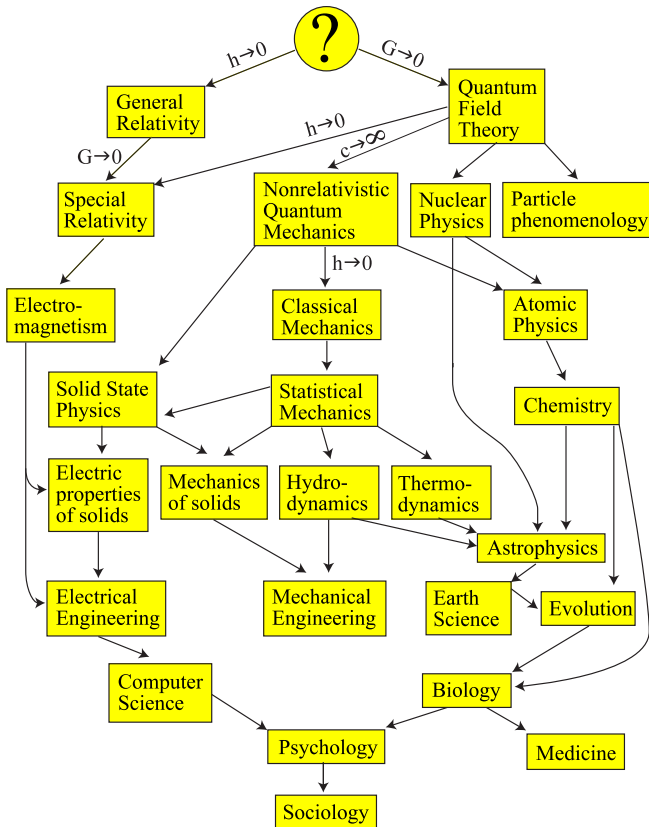 ?
h→0
G→0
General
Relativity
Quantum
Field
Theory
h→0
c→∞
G→0
Special
Relativity
Nonrelativistic
Quantum
Mechanics
Nuclear
Physics
Particle
phenomenology
h→0
Electro-
magnetism
Classical
Mechanics
Atomic
Physics
Solid State
Physics
Statistical
Mechanics
Chemistry
Electric
properties
of solids
Mechanics
of solids
Hydro-
dynamics
Thermo-
dynamics
Astrophysics
Electrical
Engineering
Mechanical
Engineering
Earth
Science
Evolution
Computer
Science
Biology
Psychology
Medicine
Sociology